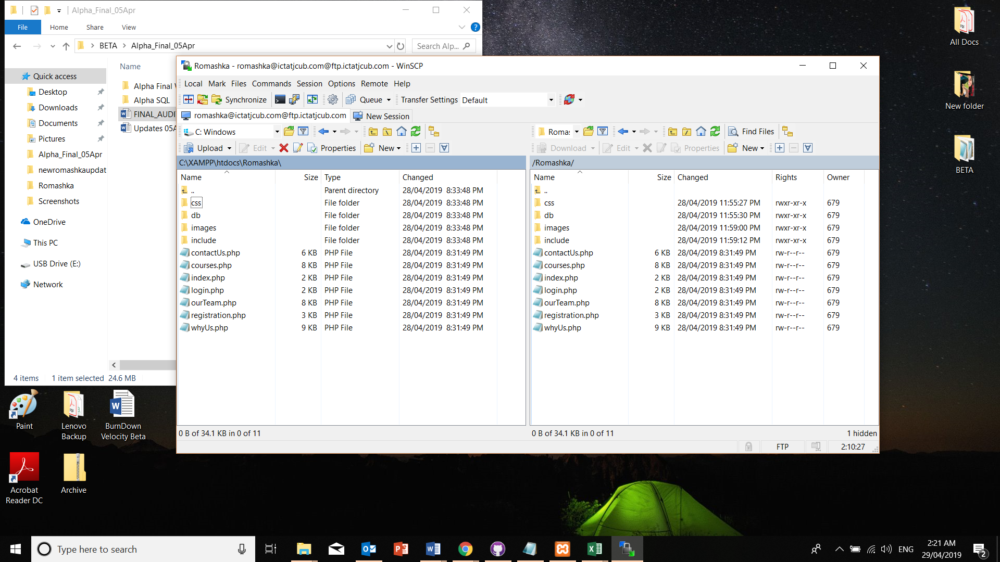 Alpha_Final_05Apr
File Home Share View
BETA Alpha_Final_05Apr Search Alp...
Name
Quick access
Desktop
Downloads
Documents
Pictures
Alpha_Final_05Apr
newromashkaupdat
Romashka
Screenshots
OneDrive
This PC
USB Drive (E:)
Network
Alpha Final
Alpha SQL
FINAL_AUDI
Updates 05A
4 items 1 item selected 24.6 MB
Romashka - romashka@ictatjcub.com@ftp.ictatjcub.com - WinSCP
Local Mark Files Commands Session Options Remote Help
Synchronize Queue Transfer Settings Default
romashka@ictatjcub.com@ftp.ictatjcub.com New Session
C: Windows
Upload Edit Properties New
C:\XAMPP\htdocs\Romashka\
Name Size Type Changed
.. Parent directory 28/04/2019 8:33:48 PM
css File folder 28/04/2019 8:33:48 PM
db File folder 28/04/2019 8:33:48 PM
images File folder 28/04/2019 8:33:48 PM
include File folder 28/04/2019 8:33:48 PM
contactUs.php 6 KB PHP File 28/04/2019 8:31:49 PM
courses.php 8 KB PHP File 28/04/2019 8:31:49 PM
index.php 2 KB PHP File 28/04/2019 8:31:49 PM
login.php 2 KB PHP File 28/04/2019 8:31:49 PM
ourTeam.php 8 KB PHP File 28/04/2019 8:31:49 PM
registration.php 3 KB PHP File 28/04/2019 8:31:49 PM
whyUs.php 9 KB PHP File 28/04/2019 8:31:49 PM
0 B of 34.1 KB in 0 of 11
Roma: Find Files
Download Edit Properties New
/Romashka/
Name Size Changed Rights Owner
..
css 28/04/2019 11:55:27 PM rwxr-xr-x 679
db 28/04/2019 11:55:30 PM rwxr-xr-x 679
images 28/04/2019 11:59:00 PM rwxr-xr-x 679
include 28/04/2019 11:59:12 PM rwxr-xr-x 679
contactUs.php 6 KB 28/04/2019 8:31:49 PM rw-r--r-- 679
courses.php 8 KB 28/04/2019 8:31:49 PM rw-r--r-- 679
index.php 2 KB 28/04/2019 8:31:49 PM rw-r--r-- 679
login.php 2 KB 28/04/2019 8:31:49 PM rw-r--r-- 679
ourTeam.php 8 KB 28/04/2019 8:31:49 PM rw-r--r-- 679
registration.php 3 KB 28/04/2019 8:31:49 PM rw-r--r-- 679
whyUs.php 9 KB 28/04/2019 8:31:49 PM rw-r--r-- 679
0 B of 34.1 KB in 0 of 11 1 hidden
FTP 2:10:27
All Docs
New folder
BETA
Paint
Lenovo
Backup
BurnDown
Velocity Beta
Acrobat
Reader DC
Archive
Type here to search
ENG
2:21 AM
29/04/2019
2